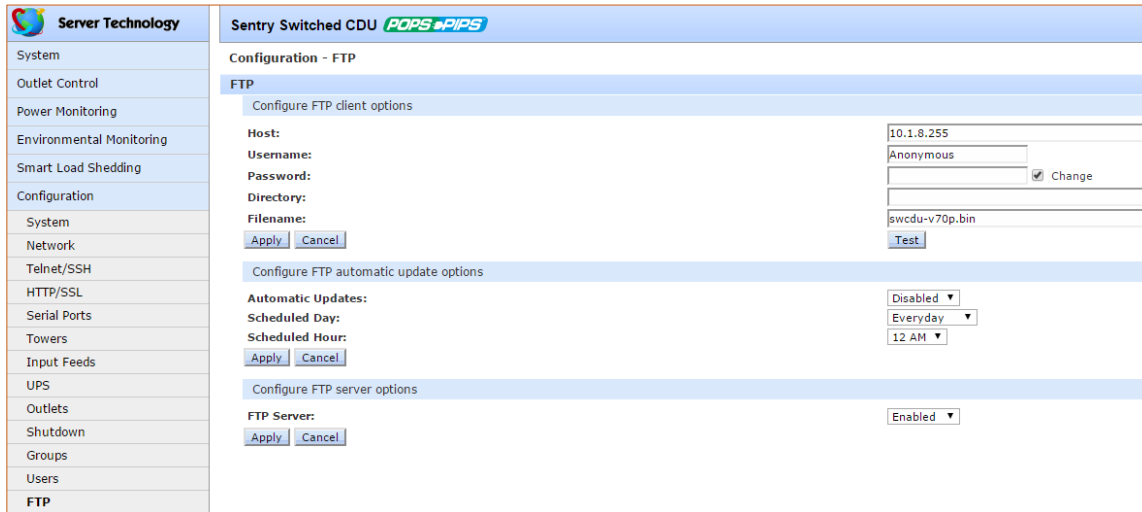 Server Technology
Sentry Switched CDU POPS PIPS
System
Outlet Control
Power Monitoring
Environmental Monitoring
Smart Load Shedding
Configuration
System
Network
Telnet/SSH
HTTP/SSL
Serial Ports
Towers
Input Feeds
UPS
Outlets
Shutdown
Groups
Users
FTP
Configuration - FTP
FTP
Configure FTP client options
Host: 10.1.8.255
Username: Anonymous
Password: Change
Directory:
Filename: swcdu-v70p.bin
Apply Cancel Test
Configure FTP automatic update options
Automatic Updates: Disabled
Scheduled Day: Everyday
Scheduled Hour: 12 AM
Apply Cancel
Configure FTP server options
FTP Server: Enabled
Apply Cancel